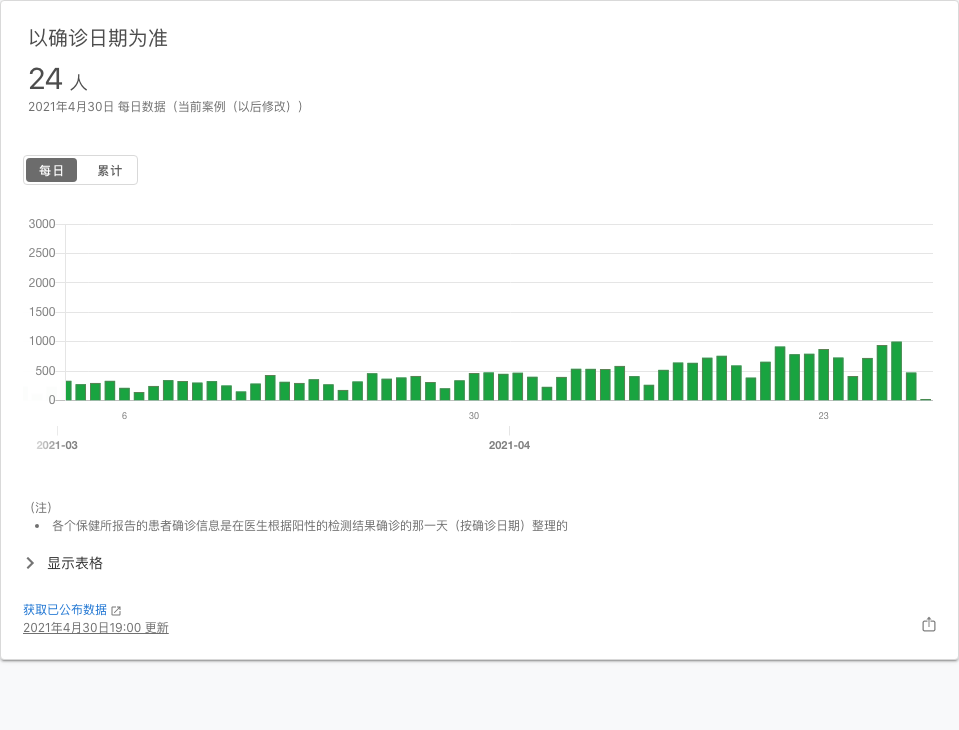 以确诊日期为准
24 人
2021年4月30日 每日数据（当前案例（以后修改））
每日 累计
3000
2500
2000
1500
1000
500
0
6 30 23
2021-03 2021-04
（注）
• 各个保健所报告的患者确诊信息是在医生根据阳性的检测结果确诊的那一天（按确诊日期）整理的
显示表格
获取已公布数据
2021年4月30日19:00 更新